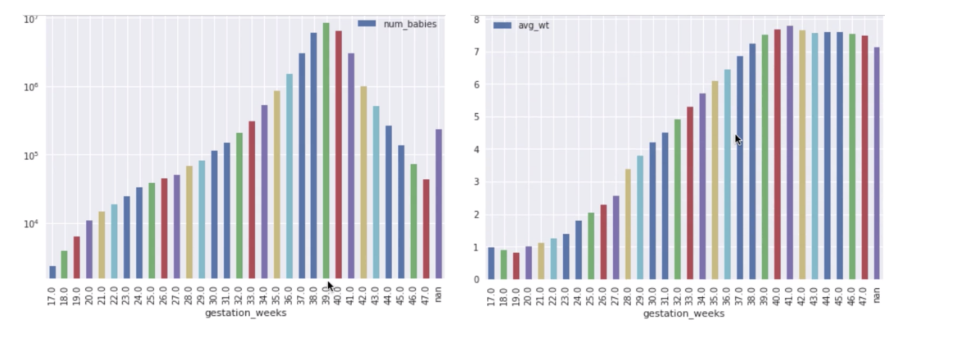 10⁷
10⁶
10⁵
10⁴
num_babies
17.0 18.0 19.0 20.0 21.0 22.0 23.0 24.0 25.0 26.0 27.0 28.0 29.0 30.0 31.0 32.0 33.0 34.0 35.0 36.0 37.0 38.0 39.0 40.0 41.0 42.0 43.0 44.0 45.0 46.0 47.0 nan
gestation_weeks
8
7
6
5
4
3
2
1
0
avg_wt
17.0 18.0 19.0 20.0 21.0 22.0 23.0 24.0 25.0 26.0 27.0 28.0 29.0 30.0 31.0 32.0 33.0 34.0 35.0 36.0 37.0 38.0 39.0 40.0 41.0 42.0 43.0 44.0 45.0 46.0 47.0 nan
gestation_weeks